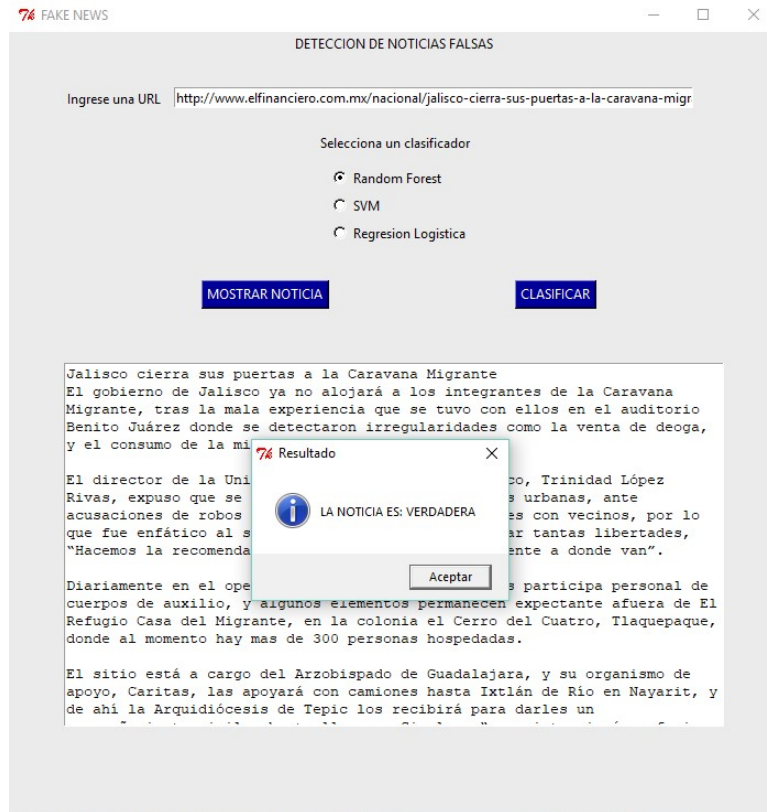 FAKE NEWS
DETECCION DE NOTICIAS FALSAS
Ingrese una URL http://www.elfinanciero.com.mx/nacional/jalisco-cierra-sus-puertas-a-la-caravana-migr
Selecciona un clasificador
Random Forest
SVM
Regresion Logistica
MOSTRAR NOTICIA CLASIFICAR
Jalisco cierra sus puertas a la Caravana Migrante
El gobierno de Jalisco ya no alojará a los integrantes de la Caravana
Migrante, tras la mala experiencia que se tuvo con ellos en el auditorio
Benito Juárez donde se detectaron irregularidades como la venta de deoga,
y el consumo de la mi
El director de la Uni co, Trinidad López
Rivas, expuso que se s urbanas, ante
acusaciones de robos es con vecinos, por lo
que fue enfático al s ar tantas libertades,
“Hacemos la recomenda ente a donde van”.
Diariamente en el ope s participa personal de
cuerpos de auxilio, y algunos elementos permanecen expectante afuera de El
Refugio Casa del Migrante, en la colonia el Cerro del Cuatro, Tlaquepaque,
donde al momento hay mas de 300 personas hospedadas.
El sitio está a cargo del Arzobispado de Guadalajara, y su organismo de
apoyo, Caritas, las apoyará con camiones hasta Ixtlán de Río en Nayarit, y
de ahí la Arquidiócesis de Tepic los recibirá para darles un
Resultado
LA NOTICIA ES: VERDADERA
Aceptar